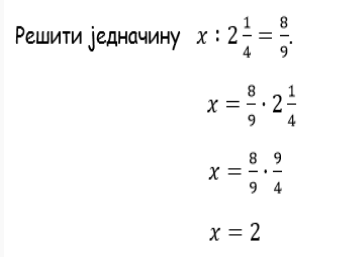 Решити једначину x : 2 1/4 = 8/9.
x = 8/9 · 2 1/4
x = 8/9 · 9/4
x = 2